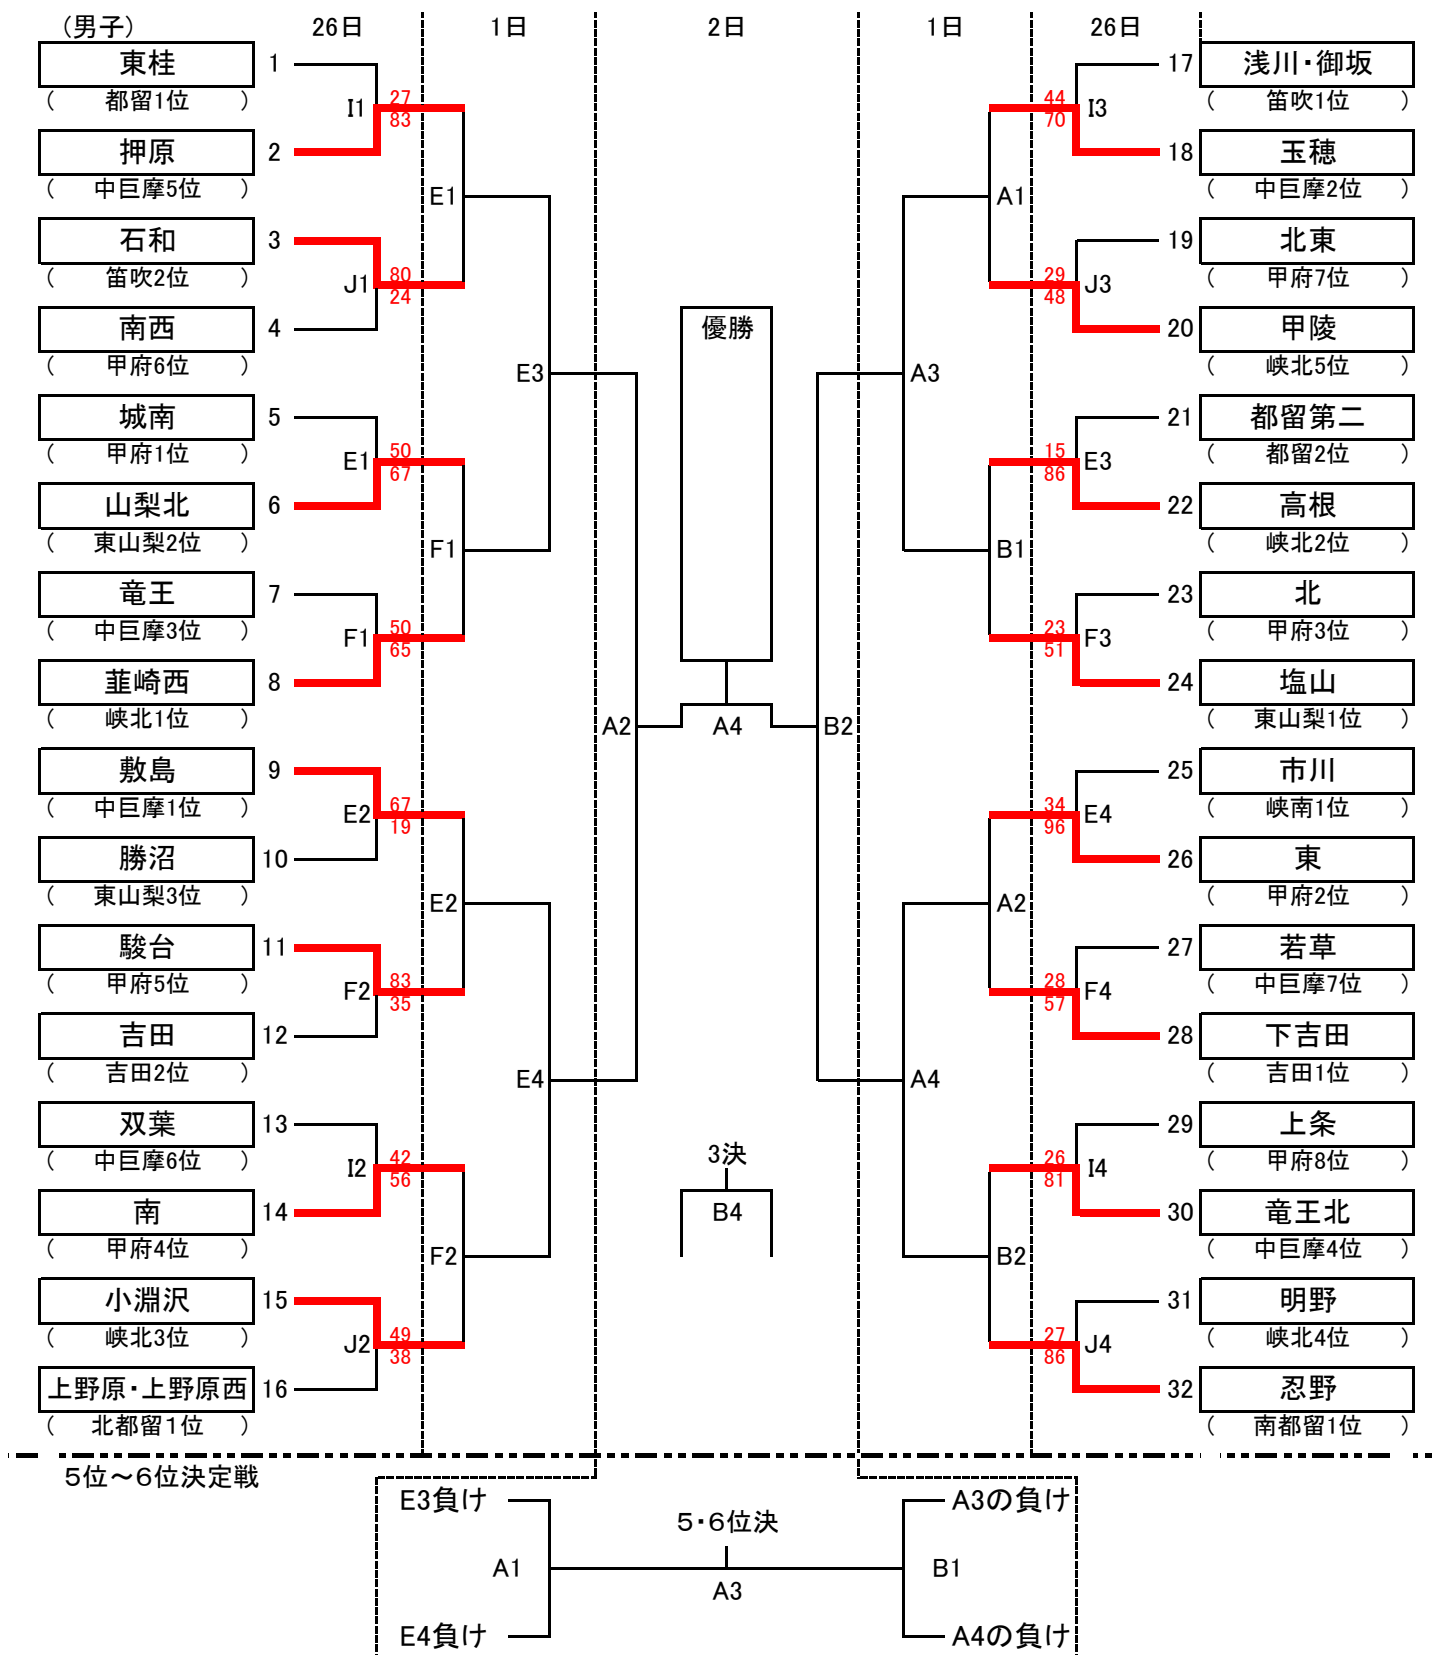 （男子） 26日 1日 2日 1日 26日
東桂 1
（ 都留1位 ）
I1 27
83
押原 2
（ 中巨摩5位 ）
E1
石和 3
（ 笛吹2位 ）
J1 80
24
南西 4
（ 甲府6位 ）
E3
城南 5
（ 甲府1位 ）
E1 50
67
山梨北 6
（ 東山梨2位 ）
F1
竜王 7
（ 中巨摩3位 ）
F1 50
65
韮崎西 8
（ 峡北1位 ）
A2
敷島 9
（ 中巨摩1位 ）
E2 67
19
勝沼 10
（ 東山梨3位 ）
E2
駿台 11
（ 甲府5位 ）
F2 83
35
吉田 12
（ 吉田2位 ）
E4
双葉 13
（ 中巨摩6位 ）
I2 42
56
南 14
（ 甲府4位 ）
F2
小淵沢 15
（ 峡北3位 ）
J2 49
38
上野原・上野原西 16
（ 北都留1位 ）
優勝
A4
3決
B4
17 浅川・御坂
（ 笛吹1位 ）
44 I3
70
18 玉穂
（ 中巨摩2位 ）
A1
19 北東
（ 甲府7位 ）
29 J3
48
20 甲陵
（ 峡北5位 ）
A3
21 都留第二
（ 都留2位 ）
15 E3
86
22 高根
（ 峡北2位 ）
B1
23 北
（ 甲府3位 ）
23 F3
51
24 塩山
（ 東山梨1位 ）
B2
25 市川
（ 峡南1位 ）
34 E4
96
26 東
（ 甲府2位 ）
A2
27 若草
（ 中巨摩7位 ）
28 F4
57
28 下吉田
（ 吉田1位 ）
A4
29 上条
（ 甲府8位 ）
26 I4
81
30 竜王北
（ 中巨摩4位 ）
B2
31 明野
（ 峡北4位 ）
27 J4
86
32 忍野
（ 南都留1位 ）
５位～６位決定戦
E3負け A3の負け
５・６位決
A1 B1
A3
E4負け A4の負け